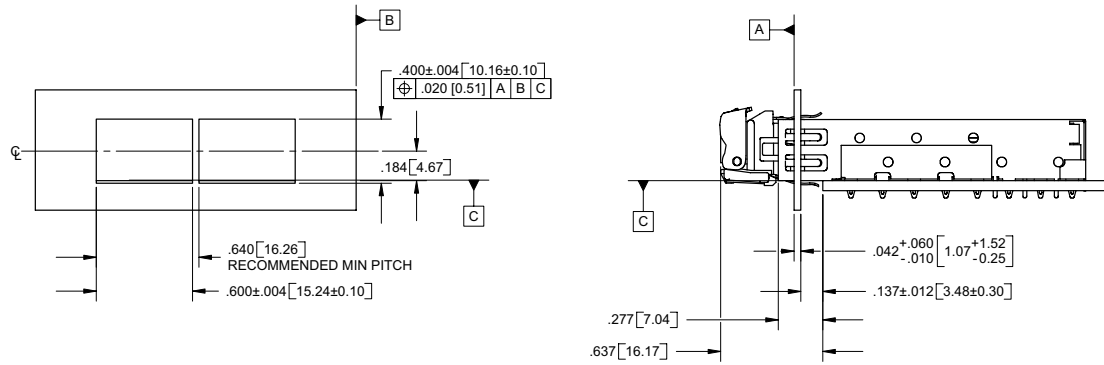 B
A
.400±.004[10.16±0.10]
⌖ .020 [0.51] A B C
℄
.184[4.67]
C
C
.640[16.26]
RECOMMENDED MIN PITCH
.600±.004[15.24±0.10]
.042+.060-.010[1.07+1.52-0.25]
.137±.012[3.48±0.30]
.277[7.04]
.637[16.17]